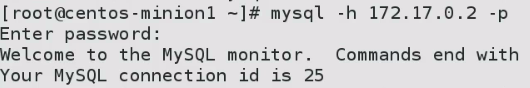 [root@centos-minion1 ~]# mysql -h 172.17.0.2 -p
Enter password:
Welcome to the MySQL monitor.  Commands end with
Your MySQL connection id is 25